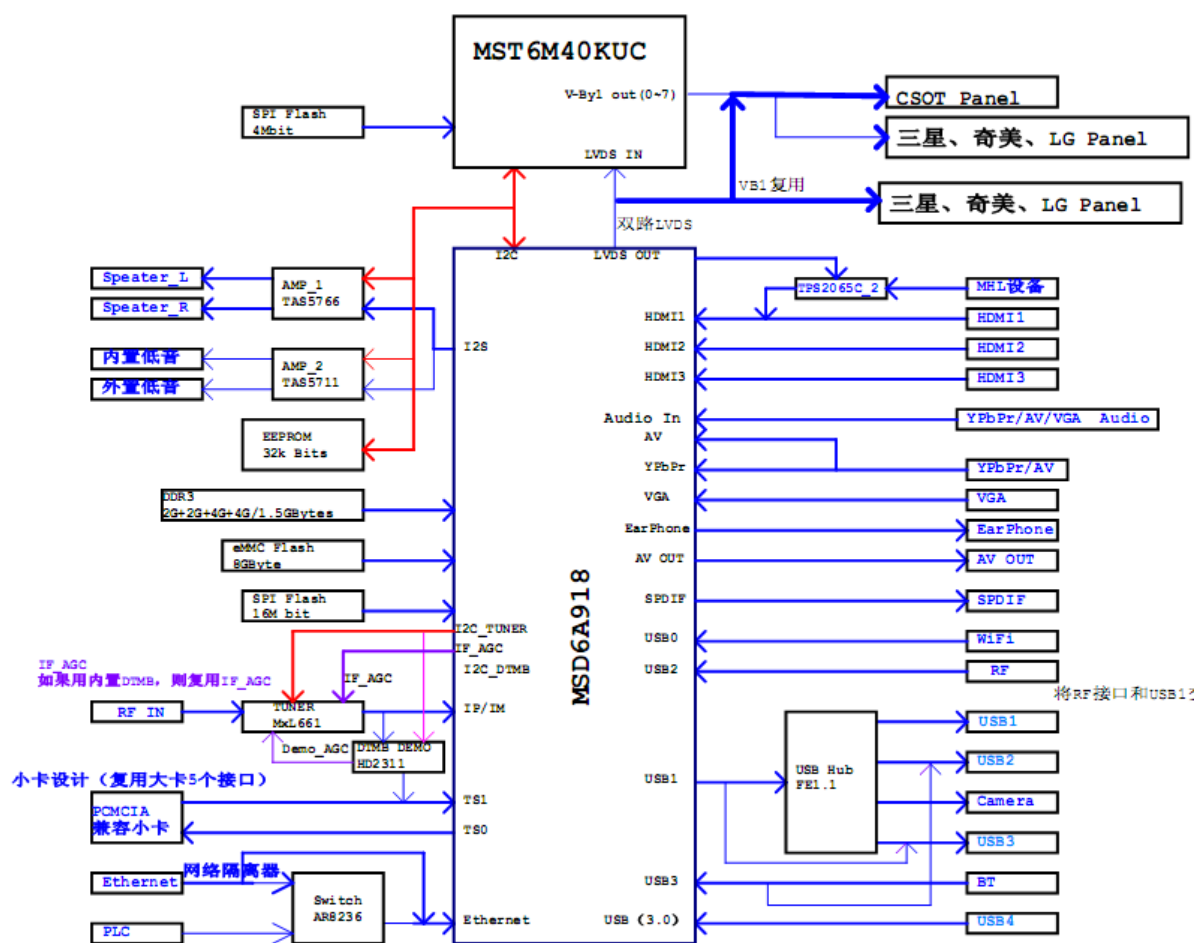 MST6M40KUC
V-By1 out(0~7)
LVDS IN
SPI Flash
4Mbit
CSOT Panel
三星、奇美、LG Panel
VB1复用
三星、奇美、LG Panel
双路LVDS
I2C
LVDS OUT
Speater_L
Speater_R
AMP_1
TAS5766
内置低音
外置低音
AMP_2
TAS5711
I2S
EEPROM
32k Bits
DDR3
2G+2G+4G+4G/1.5GBytes
eMMC Flash
8GByte
SPI Flash
16M bit
I2C_TUNER
IF_AGC
I2C_DTMB
IF_AGC
如果用内置DTMB，则复用IF_AGC
IF_AGC
RF IN
TUNER
MxL661
IP/IM
Demo_AGC
DTMB DEMO
HD2311
小卡设计（复用大卡5个接口）
PCMCIA
兼容小卡
TS1
TS0
网络隔离器
Ethernet
Switch
AR8236
PLC
Ethernet
MSD6A918
TPS2065C_2
MHL设备
HDMI1
HDMI1
HDMI2
HDMI2
HDMI3
HDMI3
Audio In
YPbPr/AV/VGA Audio
AV
YPbPr
YPbPr/AV
VGA
VGA
EarPhone
EarPhone
AV OUT
AV OUT
SPDIF
SPDIF
USB0
WiFi
USB2
RF
将RF接口和USB1
USB1
USB Hub
FE1.1
USB1
USB2
Camera
USB3
USB3
BT
USB (3.0)
USB4